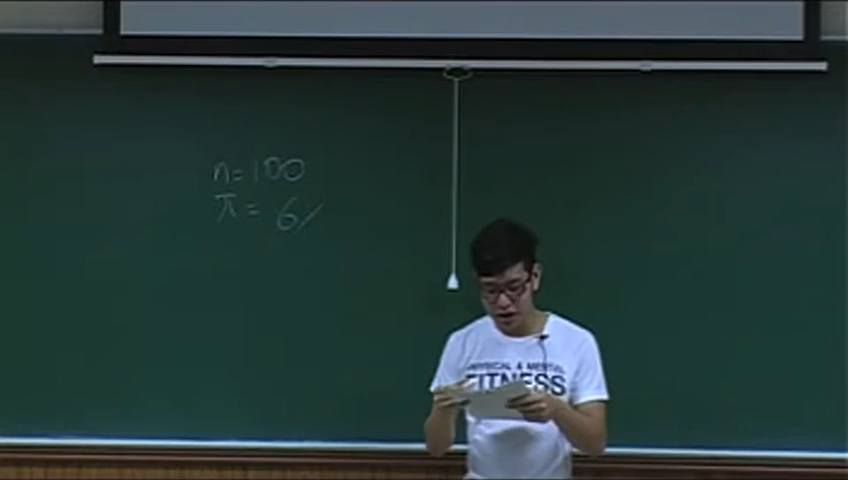 n=100
π= 6%
PHYSICAL & MENTAL
FITNESS